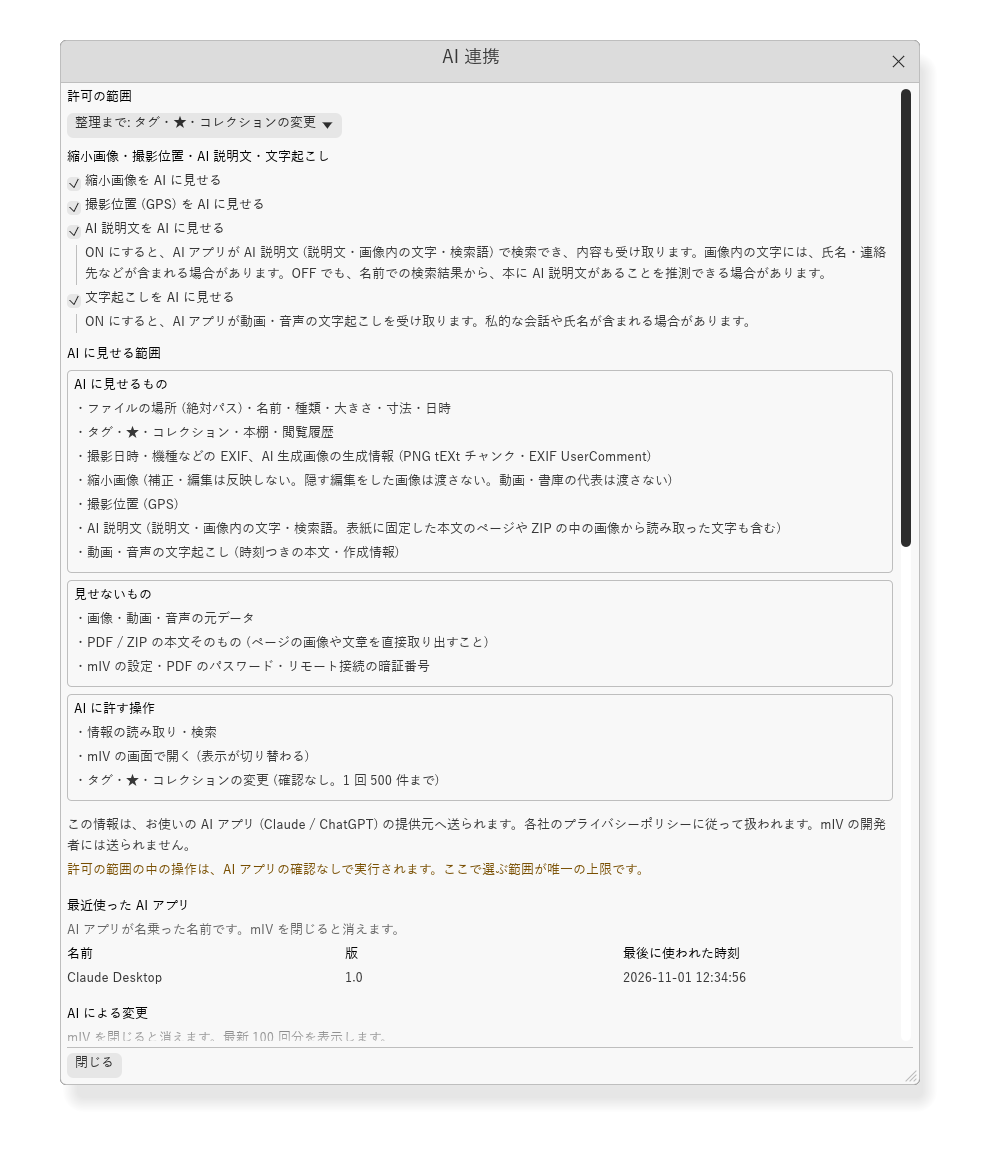 AI 連携
許可の範囲
整理まで: タグ・★・コレクションの変更 ▼
縮小画像・撮影位置・AI 説明文・文字起こし
縮小画像を AI に見せる
撮影位置 (GPS) を AI に見せる
AI 説明文を AI に見せる
ON にすると、AI アプリが AI 説明文 (説明文・画像内の文字・検索語) で検索でき、内容も受け取ります。画像内の文字には、氏名・連絡
先などが含まれる場合があります。OFF でも、名前での検索結果から、本に AI 説明文があることを推測できる場合があります。
文字起こしを AI に見せる
ON にすると、AI アプリが動画・音声の文字起こしを受け取ります。私的な会話や氏名が含まれる場合があります。
AI に見せる範囲
AI に見せるもの
・ファイルの場所 (絶対パス)・名前・種類・大きさ・寸法・日時
・タグ・★・コレクション・本棚・閲覧履歴
・撮影日時・機種などの EXIF、AI 生成画像の生成情報 (PNG tEXt チャンク・EXIF UserComment)
・縮小画像 (補正・編集は反映しない。隠す編集をした画像は渡さない。動画・書庫の代表は渡さない)
・撮影位置 (GPS)
・AI 説明文 (説明文・画像内の文字・検索語。表紙に固定した本文のページや ZIP の中の画像から読み取った文字も含む)
・動画・音声の文字起こし (時刻つきの本文・作成情報)
見せないもの
・画像・動画・音声の元データ
・PDF / ZIP の本文そのもの (ページの画像や文章を直接取り出すこと)
・mIV の設定・PDF のパスワード・リモート接続の暗証番号
AI に許す操作
・情報の読み取り・検索
・mIV の画面で開く (表示が切り替わる)
・タグ・★・コレクションの変更 (確認なし。1 回 500 件まで)
この情報は、お使いの AI アプリ (Claude / ChatGPT) の提供元へ送られます。各社のプライバシーポリシーに従って扱われます。mIV の開発
者には送られません。
許可の範囲の中の操作は、AI アプリの確認なしで実行されます。ここで選ぶ範囲が唯一の上限です。
最近使った AI アプリ
AI アプリが名乗った名前です。mIV を閉じると消えます。
名前 版 最後に使われた時刻
Claude Desktop 1.0 2026-11-01 12:34:56
AI による変更
mIV を閉じると消えます。最新 100 回分を表示します。
閉じる